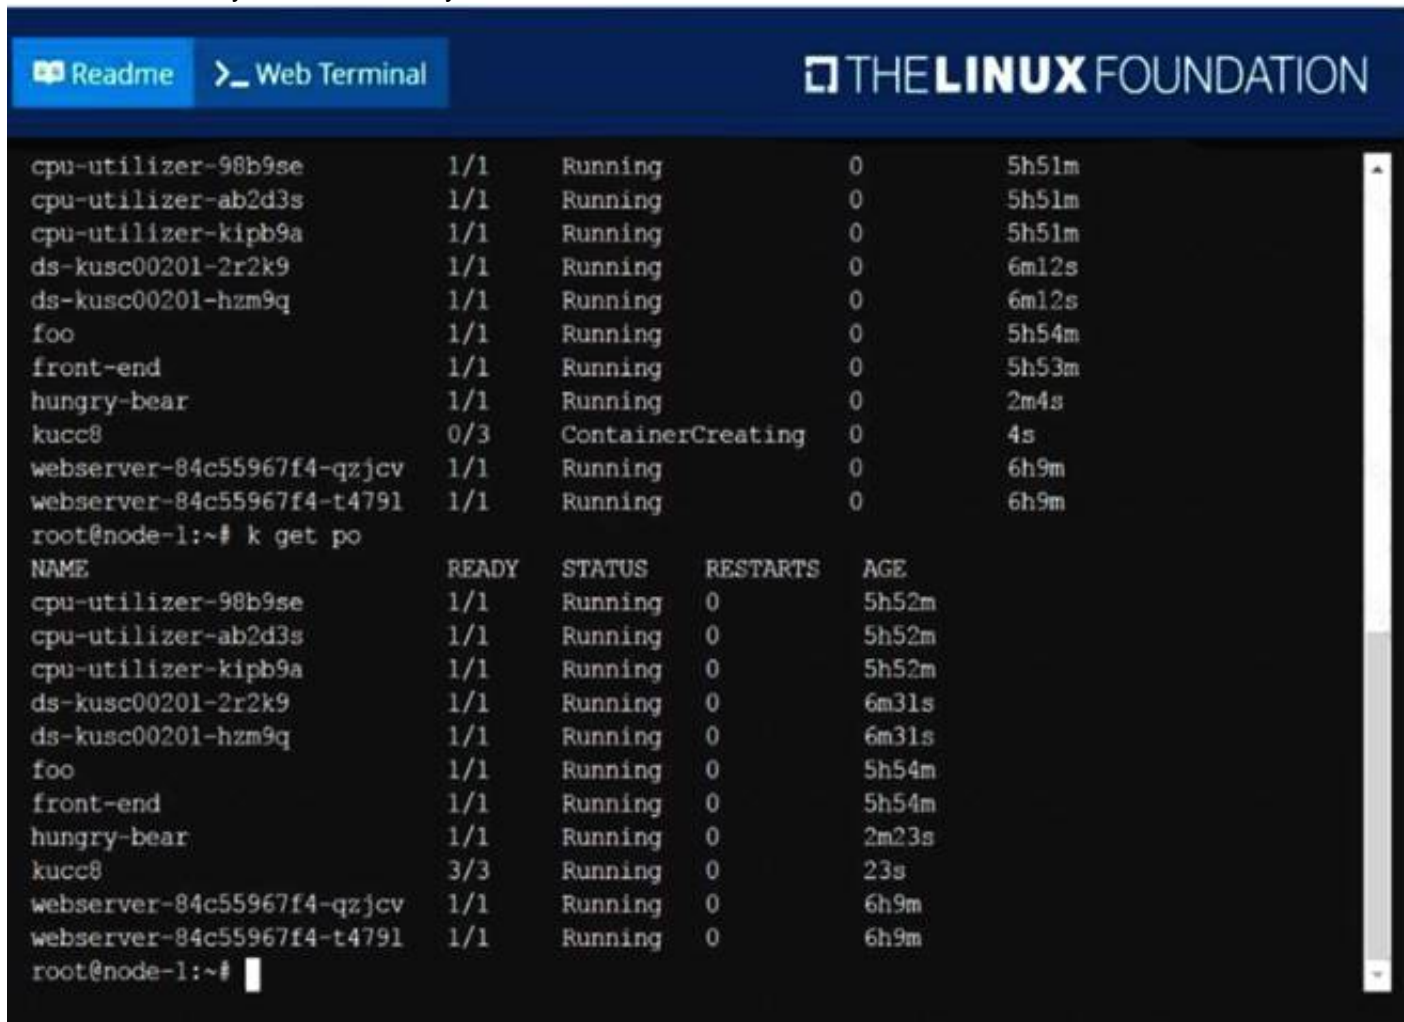 Readme >_ Web Terminal THE LINUX FOUNDATION
cpu-utilizer-98b9se 1/1 Running 0 5h51m
cpu-utilizer-ab2d3s 1/1 Running 0 5h51m
cpu-utilizer-kipb9a 1/1 Running 0 5h51m
ds-kusc00201-2r2k9 1/1 Running 0 6m12s
ds-kusc00201-hzm9q 1/1 Running 0 6m12s
foo 1/1 Running 0 5h54m
front-end 1/1 Running 0 5h53m
hungry-bear 1/1 Running 0 2m4s
kucc8 0/3 ContainerCreating 0 4s
webserver-84c55967f4-qzjcv 1/1 Running 0 6h9m
webserver-84c55967f4-t479l 1/1 Running 0 6h9m
root@node-1:~# k get po
NAME READY STATUS RESTARTS AGE
cpu-utilizer-98b9se 1/1 Running 0 5h52m
cpu-utilizer-ab2d3s 1/1 Running 0 5h52m
cpu-utilizer-kipb9a 1/1 Running 0 5h52m
ds-kusc00201-2r2k9 1/1 Running 0 6m31s
ds-kusc00201-hzm9q 1/1 Running 0 6m31s
foo 1/1 Running 0 5h54m
front-end 1/1 Running 0 5h54m
hungry-bear 1/1 Running 0 2m23s
kucc8 3/3 Running 0 23s
webserver-84c55967f4-qzjcv 1/1 Running 0 6h9m
webserver-84c55967f4-t479l 1/1 Running 0 6h9m
root@node-1:~#